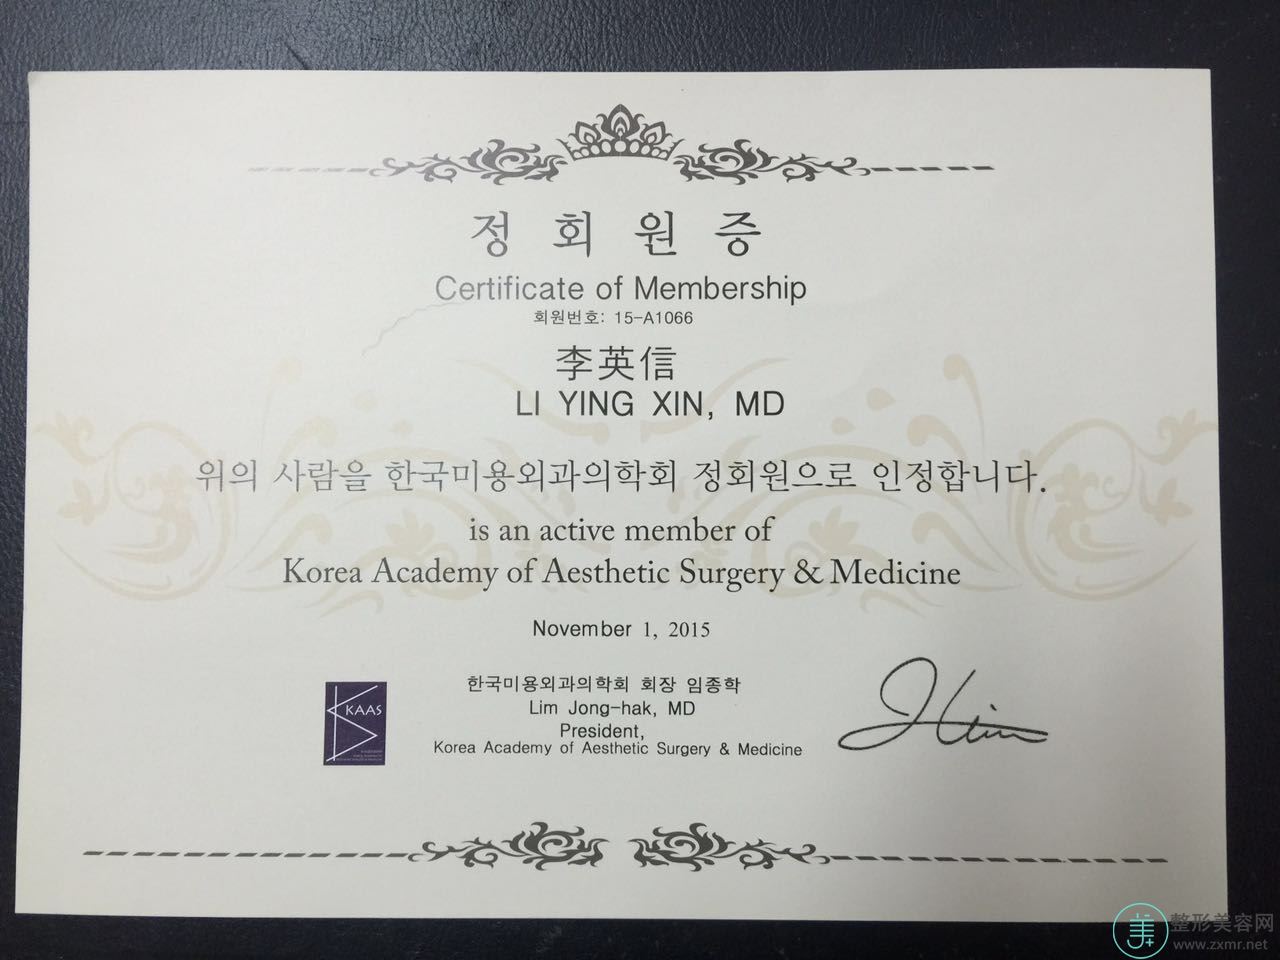 정회원증
Certificate of Membership
회원번호: 15-A1066
李英信
LI YING XIN, MD
위의 사람을 한국미용외과의학회 정회원으로 인정합니다.
is an active member of
Korea Academy of Aesthetic Surgery & Medicine
November 1, 2015
한국미용외과의학회 회장 임종학
Lim Jong-hak, MD
President,
Korea Academy of Aesthetic Surgery & Medicine
KAAS
美
整形美容网
www.zxmr.net